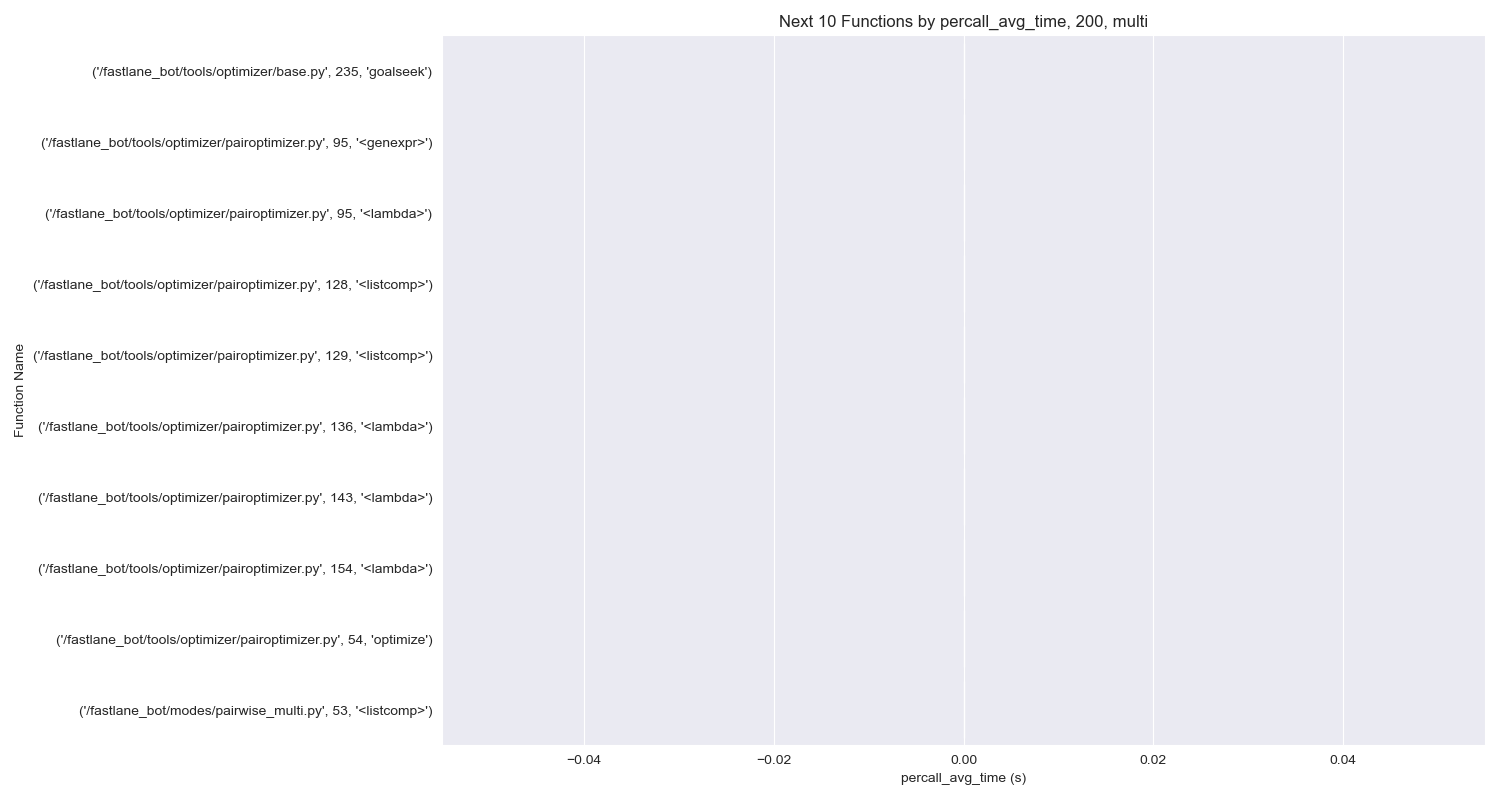 Next 10 Functions by percall_avg_time, 200, multi
('/fastlane_bot/tools/optimizer/base.py', 235, 'goalseek')
('/fastlane_bot/tools/optimizer/pairoptimizer.py', 95, '<genexpr>')
('/fastlane_bot/tools/optimizer/pairoptimizer.py', 95, '<lambda>')
('/fastlane_bot/tools/optimizer/pairoptimizer.py', 128, '<listcomp>')
('/fastlane_bot/tools/optimizer/pairoptimizer.py', 129, '<listcomp>')
('/fastlane_bot/tools/optimizer/pairoptimizer.py', 136, '<lambda>')
('/fastlane_bot/tools/optimizer/pairoptimizer.py', 143, '<lambda>')
('/fastlane_bot/tools/optimizer/pairoptimizer.py', 154, '<lambda>')
('/fastlane_bot/tools/optimizer/pairoptimizer.py', 54, 'optimize')
('/fastlane_bot/modes/pairwise_multi.py', 53, '<listcomp>')
Function Name
−0.04 −0.02 0.00 0.02 0.04
percall_avg_time (s)